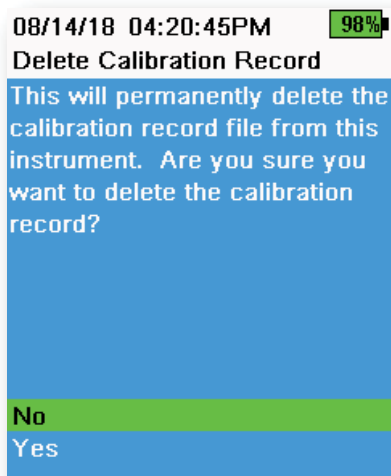 08/14/18 04:20:45PM 98%
Delete Calibration Record
This will permanently delete the
calibration record file from this
instrument. Are you sure you
want to delete the calibration
record?
No
Yes